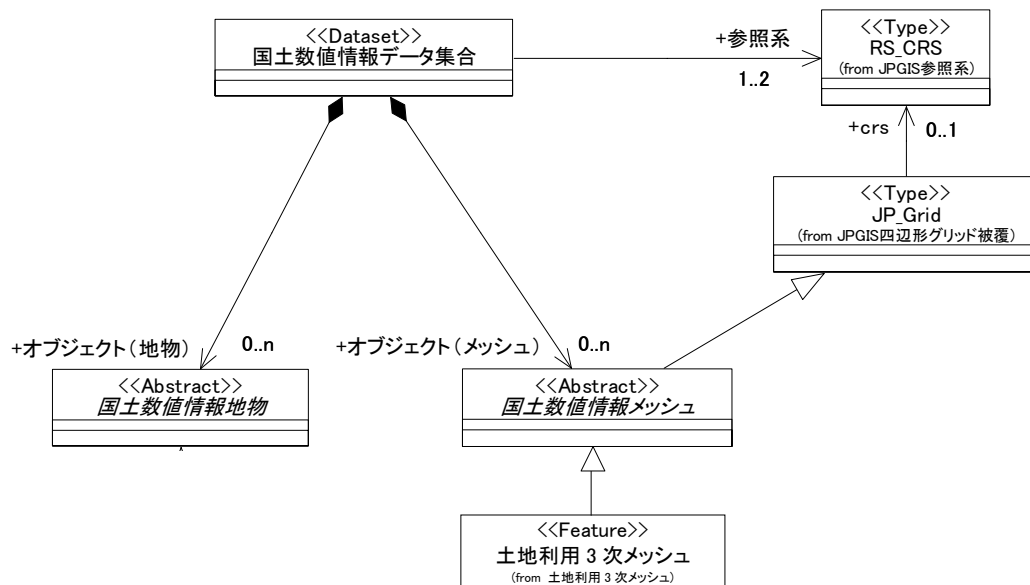 <<Dataset>>
国土数値情報データ集合
+参照系
1..2
<<Type>>
RS_CRS
(from JPGIS参照系)
+crs
0..1
<<Type>>
JP_Grid
(from JPGIS四辺形グリッド被覆)
+オブジェクト(地物)
0..n
+オブジェクト(メッシュ)
0..n
<<Abstract>>
国土数値情報地物
<<Abstract>>
国土数値情報メッシュ
<<Feature>>
土地利用3次メッシュ
(from 土地利用3次メッシュ)